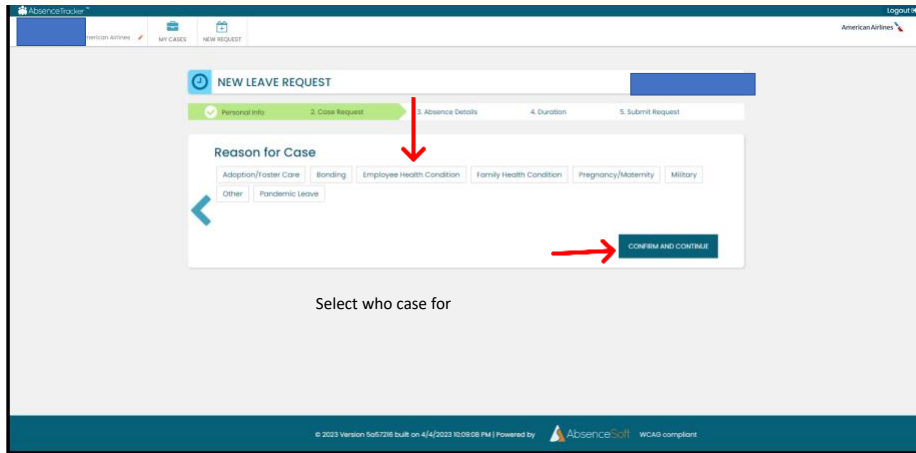 AbsenceTracker™
Logout
American Airlines
MY CASES
NEW REQUEST
AmericanAirlines
NEW LEAVE REQUEST
Personal Info
2. Case Request
3. Absence Details
4. Duration
5. Submit Request
Reason for Case
Adoption/Foster Care Bonding Employee Health Condition Family Health Condition Pregnancy/Maternity Military
Other Pandemic Leave
CONFIRM AND CONTINUE
Select who case for
© 2023 Version 5a57216 built on 4/4/2023 10:09:08 PM | Powered by AbsenceSoft WCAG compliant